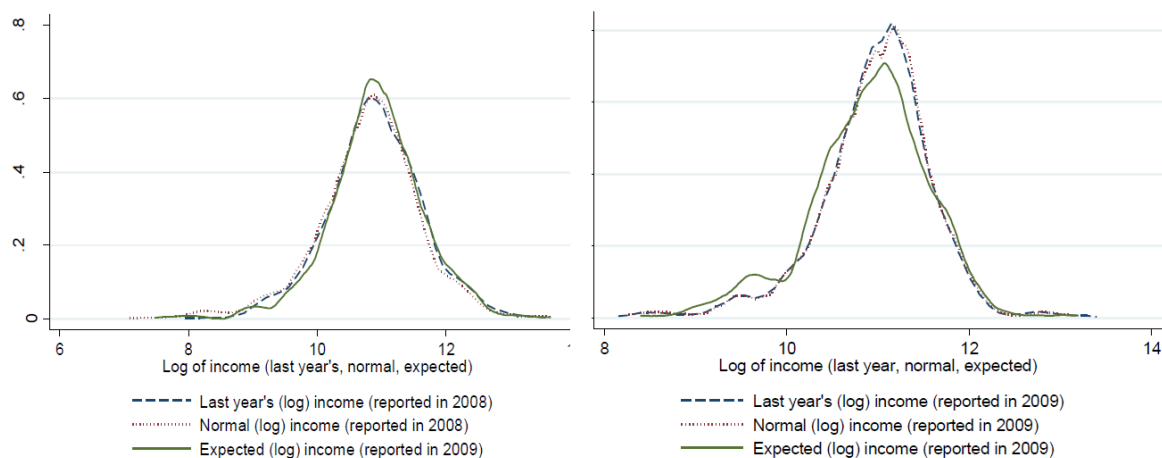 .8
.6
.4
.2
0
6 8 10 12 1
Log of income (last year's, normal, expected)
Last year's (log) income (reported in 2008)
Normal (log) income (reported in 2008)
Expected (log) income (reported in 2009)
8 10 12 14
Log of income (last year, normal, expected)
Last year's (log) income (reported in 2009)
Normal (log) income (reported in 2009)
Expected (log) income (reported in 2009)